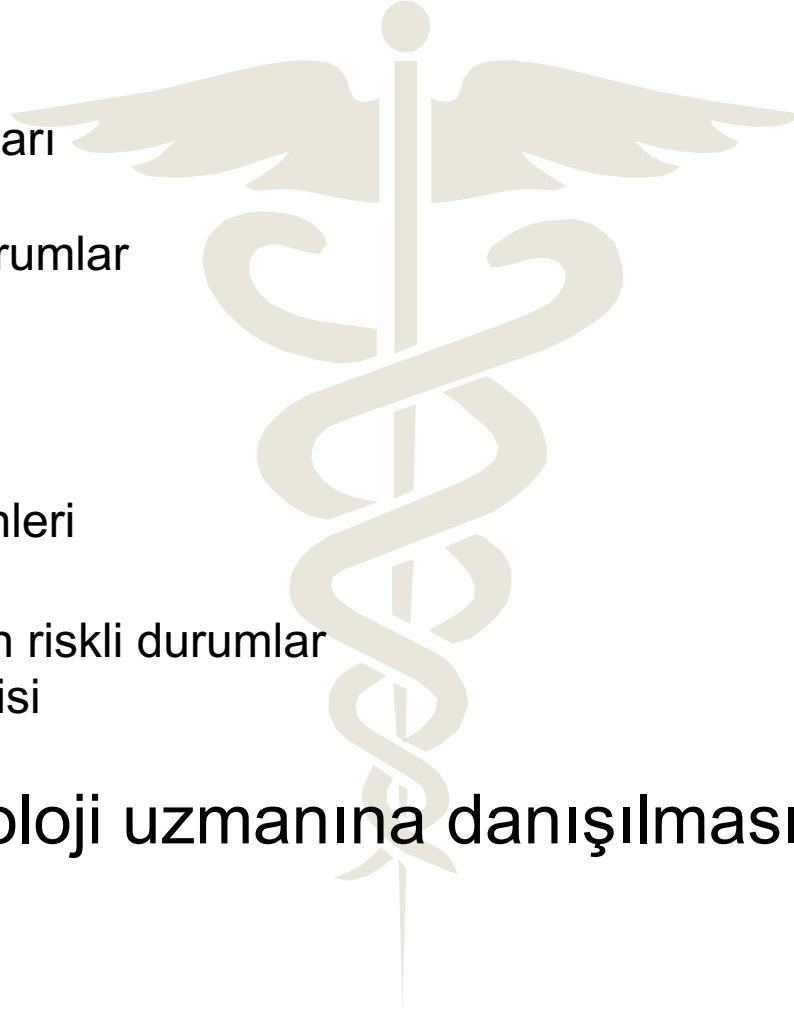 arı
rumlar
nleri
n riskli durumlar
isi
oloji uzmanına danışılması